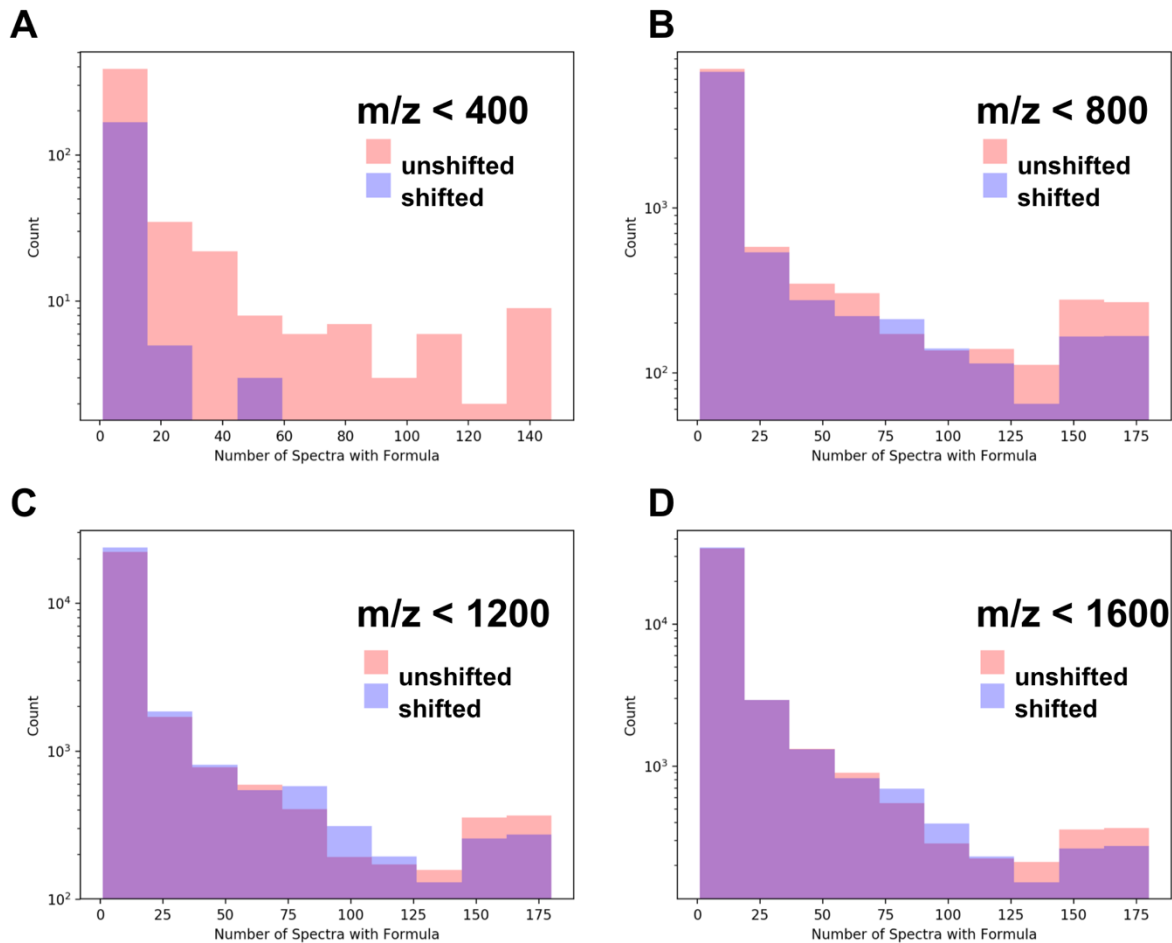 A
m/z < 400
unshifted
shifted
10²
10¹
Count
0 20 40 60 80 100 120 140
Number of Spectra with Formula
B
m/z < 800
unshifted
shifted
10³
10²
Count
0 25 50 75 100 125 150 175
Number of Spectra with Formula
C
m/z < 1200
unshifted
shifted
10⁴
10³
10²
Count
0 25 50 75 100 125 150 175
Number of Spectra with Formula
D
m/z < 1600
unshifted
shifted
10⁴
10³
Count
0 25 50 75 100 125 150 175
Number of Spectra with Formula